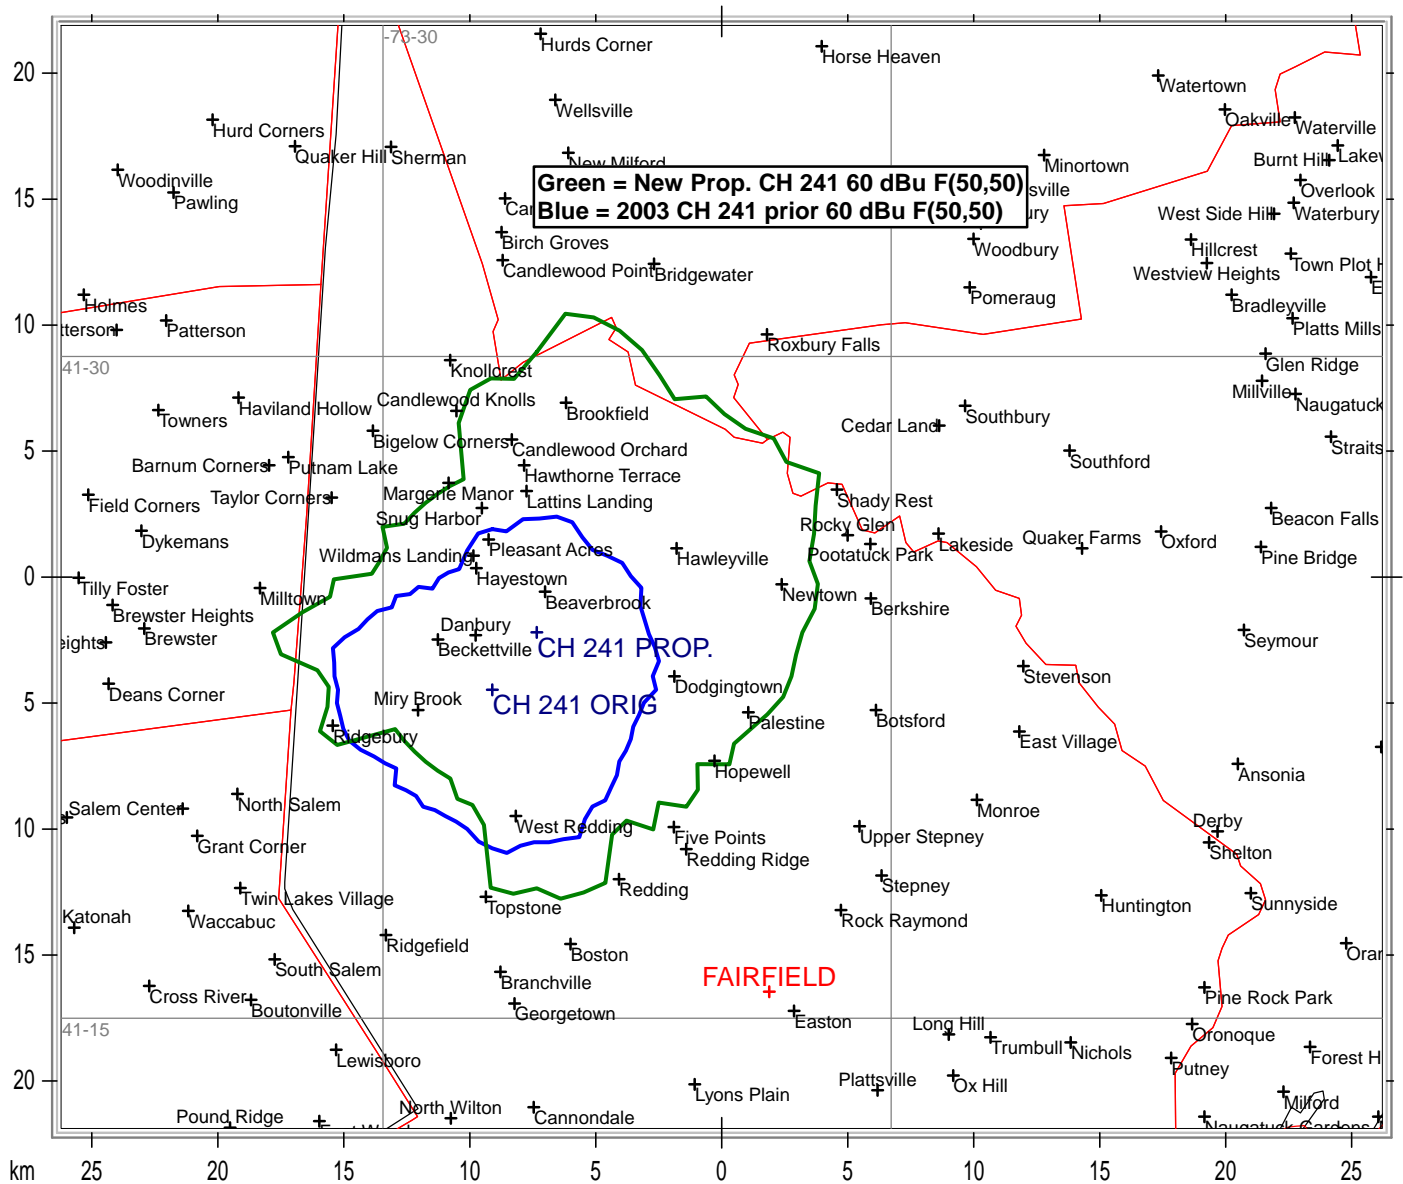 -73-30
Hurds Corner
Horse Heaven
20
Watertown
Wellsville
Oakville
Waterville
Hurd Corners
Quaker Hill
Sherman
New Milford
Minortown
Burnt Hill
Woodinville
Pawling
Green = New Prop. CH 241 60 dBu F(50,50)
Blue = 2003 CH 241 prior 60 dBu F(50,50)
Overlook
15
West Side Hill
Waterbury
Birch Groves
Woodbury
Hillcrest
Candlewood Point
Bridgewater
Westview Heights
Town Plot
Holmes
Pomeraug
Bradleyville
10
Patterson
Platts Mills
Roxbury Falls
41-30
Knollcrest
Glen Ridge
Candlewood Knolls
Millville
Naugatuck
Towners
Haviland Hollow
Brookfield
Cedar Land
Southbury
5
Bigelow Corners
Candlewood Orchard
Straits
Barnum Corners
Putnam Lake
Hawthorne Terrace
Southford
Field Corners
Taylor Corners
Margerie Manor
Lattins Landing
Shady Rest
Snug Harbor
Rocky Glen
Beacon Falls
Dykemans
Wildmans Landing
Pleasant Acres
Hawleyville
Pootatuck Park
Lakeside
Quaker Farms
Oxford
Pine Bridge
0
Tilly Foster
Milltown
Hayestown
Newtown
Brewster Heights
Beaverbrook
Berkshire
Brewster
Danbury
Beckettville
CH 241 PROP.
Seymour
Deans Corner
Miry Brook
CH 241 ORIG
Dodgingtown
Stevenson
5
Ridgebury
Palestine
Botsford
East Village
Hopewell
Ansonia
Salem Center
North Salem
Monroe
10
Grant Corner
West Redding
Five Points
Upper Stepney
Derby
Redding Ridge
Shelton
Twin Lakes Village
Redding
Stepney
Katonah
Waccabuc
Topstone
Rock Raymond
Huntington
Sunnyside
Ridgefield
Boston
15
South Salem
Branchville
FAIRFIELD
Cross River
Boutonville
Georgetown
Easton
Pine Rock Park
41-15
Long Hill
Oronoque
Lewisboro
Trumbull
Nichols
Putney
Forest H
20
Plattsville
Ox Hill
Lyons Plain
Milford
Pound Ridge
North Wilton
Cannondale
Naugatuck Gardens
km
25
20
15
10
5
0
5
10
15
20
25